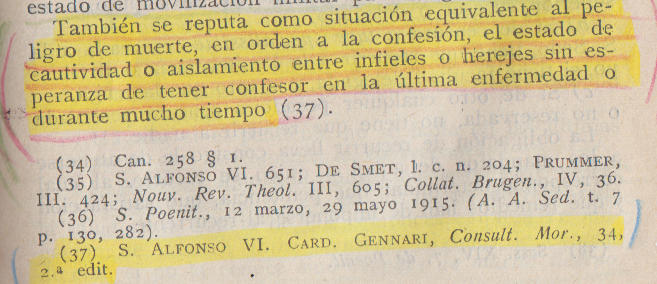 estado de movilización militar
También se reputa como situación equivalente al pe-
ligro de muerte, en orden a la confesión, el estado de
cautividad o aislamiento entre infieles o herejes sin es-
peranza de tener confesor en la última enfermedad o
durante mucho tiempo (37).
(34) Can. 258 § 1.
(35) S. ALFONSO VI. 651; DE SMET, l. c. n. 204; PRUMMER,
III. 424; Nouv. Rev. Theol. III, 605; Collat. Brugen., IV, 36.
(36) S. Poenit., 12 marzo, 29 mayo 1915. (A. A. Sed. t. 7
p. 130, 282).
(37) S. ALFONSO VI. CARD. GENNARI, Consult. Mor., 34,
2.ª edit.